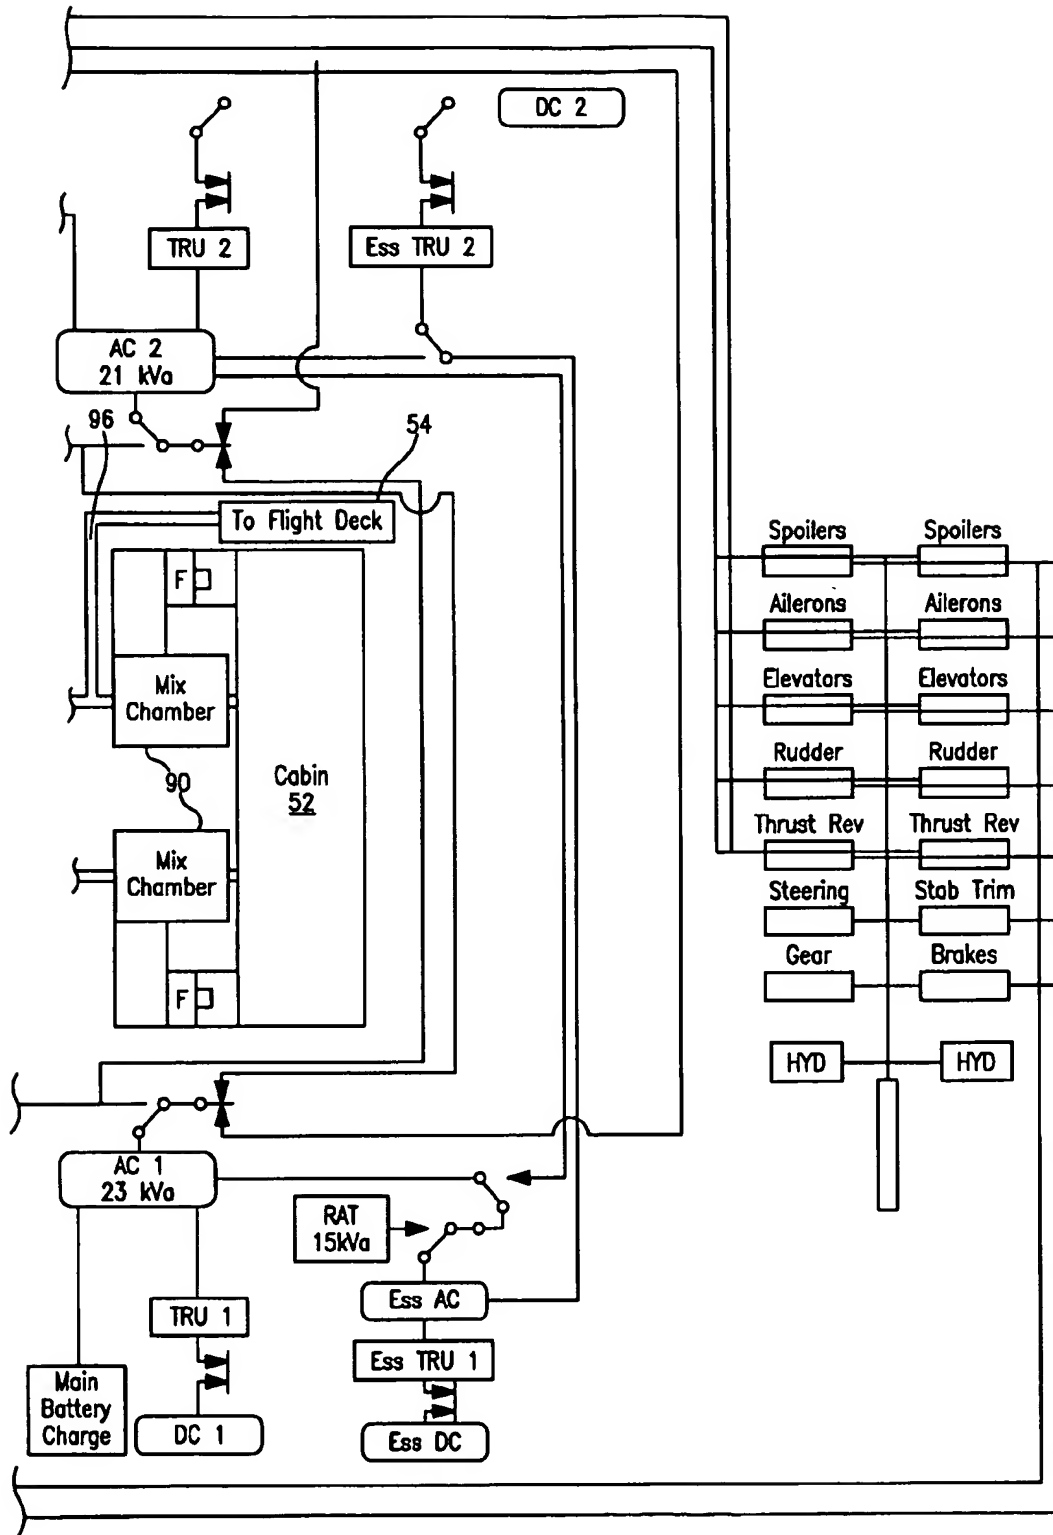 DC 2
TRU 2
Ess TRU 2
AC 2
21 kVa
96
54
To Flight Deck
F
Mix
Chamber
90
Cabin
52
Mix
Chamber
F
Spoilers
Spoilers
Ailerons
Ailerons
Elevators
Elevators
Rudder
Rudder
Thrust Rev
Thrust Rev
Steering
Stab Trim
Gear
Brakes
HYD
HYD
AC 1
23 kVa
RAT
15kVa
Ess AC
TRU 1
Ess TRU 1
Main
Battery
Charge
DC 1
Ess DC